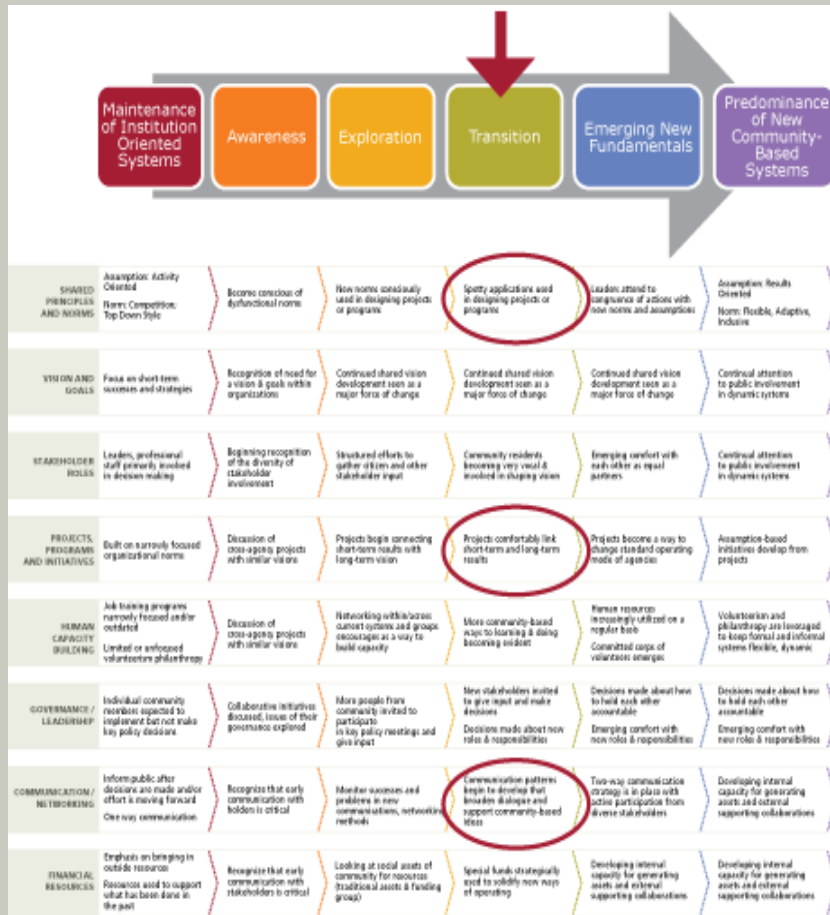 Maintenance
of Institution
Oriented
Systems
Awareness
Exploration
Transition
Emerging New
Fundamentals
Predominance
of New
Community-
Based
Systems
SHARED
PRINCIPLES
AND NORMS
Assumption: Activity
Oriented
Norm: Competition;
Top Down Style
Become conscious of
dysfunctional norms
New norms consciously
used in designing projects
or programs
Spotty applications used
in designing projects or
programs
Leaders attend to
congruence of actions with
new norms and assumptions
Assumption: Results
Oriented
Norm: Flexible, Adaptive,
Inclusive
VISION AND
GOALS
Focus on short-term
successes and strategies
Recognition of need for
a vision & goals within
organizations
Continued shared vision
development seen as a
major force of change
Continued shared vision
development seen as a
major force of change
Continued shared vision
development seen as a
major force of change
Continual attention
to public involvement
in dynamic systems
STAKEHOLDER
ROLES
Leaders, professional
staff primarily involved
in decision making
Beginning recognition
of the diversity of
stakeholder
involvement
Structured efforts to
gather citizen and other
stakeholder input
Community residents
becoming very vocal &
involved in shaping vision
Emerging comfort with
each other as equal
partners
Continual attention
to public involvement
in dynamic systems
PROJECTS,
PROGRAMS
AND INITIATIVES
Built on narrowly focused
organizational norms
Discussion of
cross-agency projects
with similar visions
Projects begin connecting
short-term results with
long-term vision
Projects comfortably link
short-term and long-term
results
Projects become a way to
change standard operating
mode of agencies
Assumption-based
initiatives develop from
projects
HUMAN
CAPACITY
BUILDING
Job training programs
narrowly focused and/or
outdated
Limited or unfocused
volunteerism philanthropy
Discussion of
cross-agency projects
with similar visions
Networking within/across
current systems and groups
encourages as a way to
build capacity
More community-based
ways to learning & doing
becoming evident
Human resources
increasingly utilized on a
regular basis
Committed corps of
volunteers emerges
Volunteerism and
philanthropy are leveraged
to keep formal and informal
systems flexible, dynamic
GOVERNANCE /
LEADERSHIP
Individual community
members expected to
implement but not make
key policy decisions
Collaborative initiatives
discussed, issues of their
governance explored
More people from
community invited to
participate
in key policy meetings and
give input
New stakeholders invited
to give input and make
decisions
Decisions made about new
roles & responsibilities
Decisions made about how
to hold each other
accountable
Emerging comfort with
new roles & responsibilities
Decisions made about how
to hold each other
accountable
Emerging comfort with
new roles & responsibilities
COMMUNICATION /
NETWORKING
Inform public after
decisions are made and/or
effort is moving forward
One way communication
Recognize that early
communication with
holders is critical
Monitor successes and
problems in new
communications, networking
methods
Communication patterns
begin to develop that
broaden dialogue and
support community-based
ideas
Two-way communication
strategy is in place with
active participation from
diverse stakeholders
Developing internal
capacity for generating
assets and external
supporting collaborations
FINANCIAL
RESOURCES
Emphasis on bringing in
outside resources
Resources used to support
what has been done in
the past
Recognize that early
communication with
stakeholders is critical
Looking at social assets of
community for resources
(traditional assets & funding
group)
Special funds strategically
used to solidify new ways
of operating
Developing internal
capacity for generating
assets and external
supporting collaborations
Developing internal
capacity for generating
assets and external
supporting collaborations